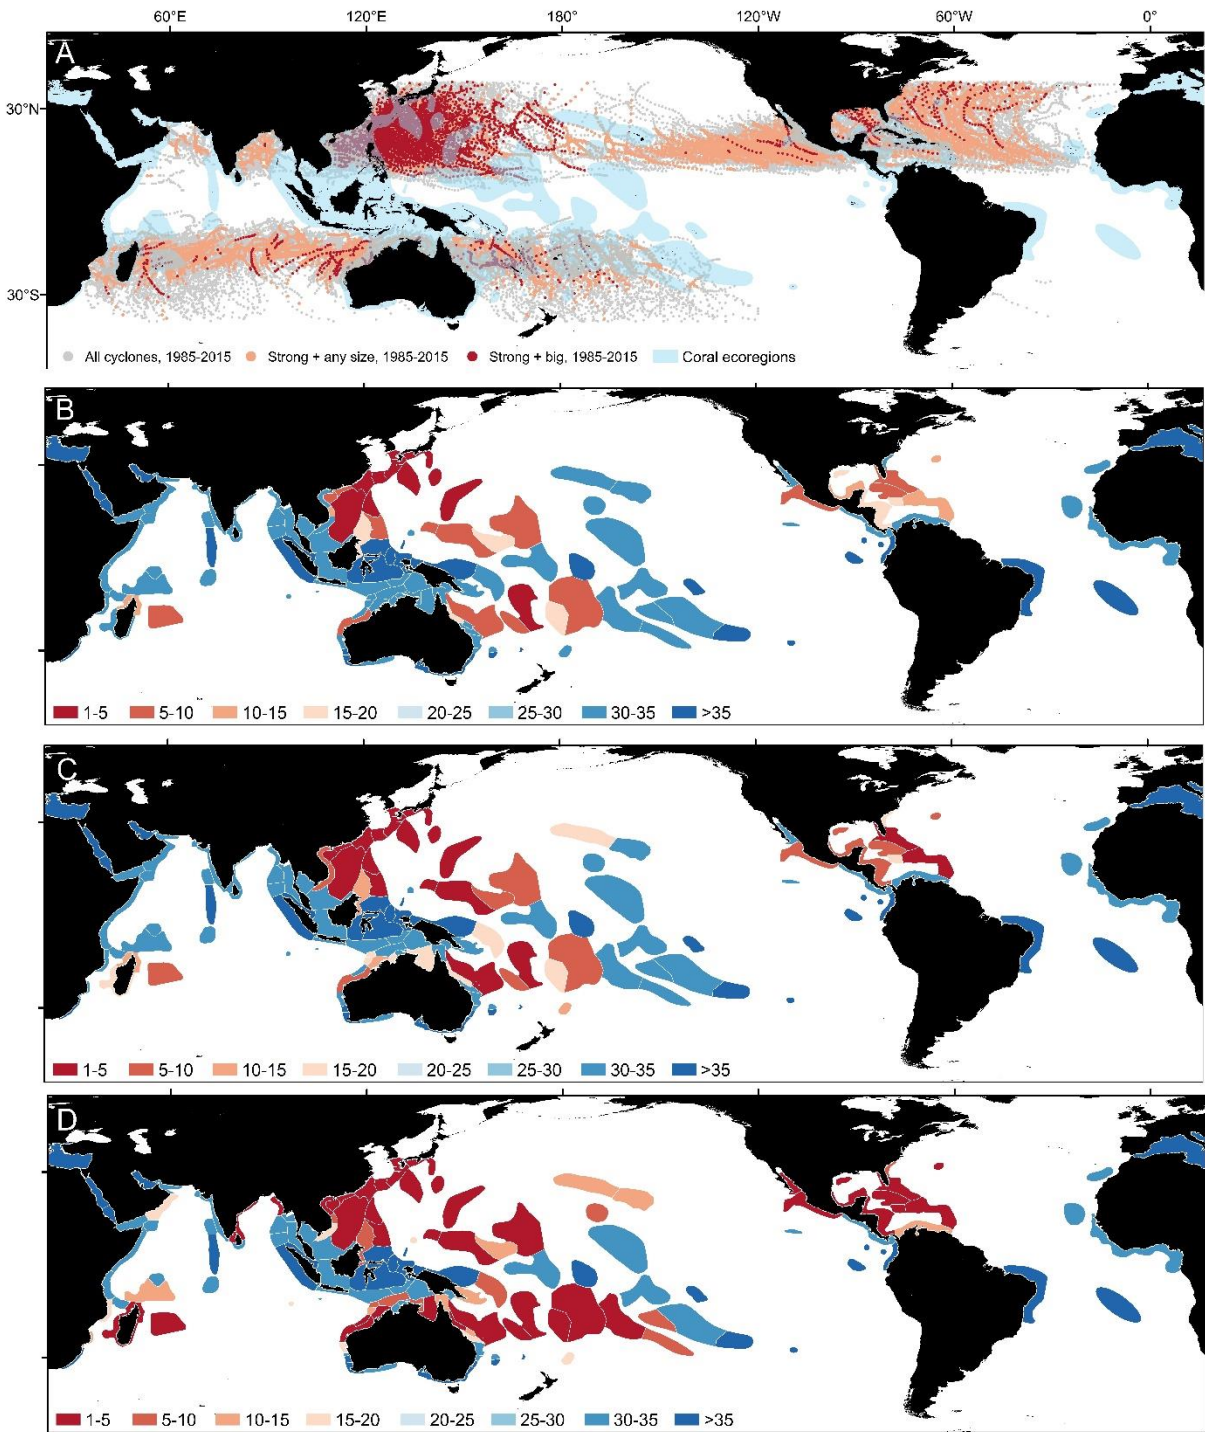 60°E 120°E 180° 120°W 60°W 0°
A
30°N
30°S
All cyclones, 1985-2015 Strong + any size, 1985-2015 Strong + big, 1985-2015 Coral ecoregions
B
1-5 5-10 10-15 15-20 20-25 25-30 30-35 >35
C
1-5 5-10 10-15 15-20 20-25 25-30 30-35 >35
D
1-5 5-10 10-15 15-20 20-25 25-30 30-35 >35